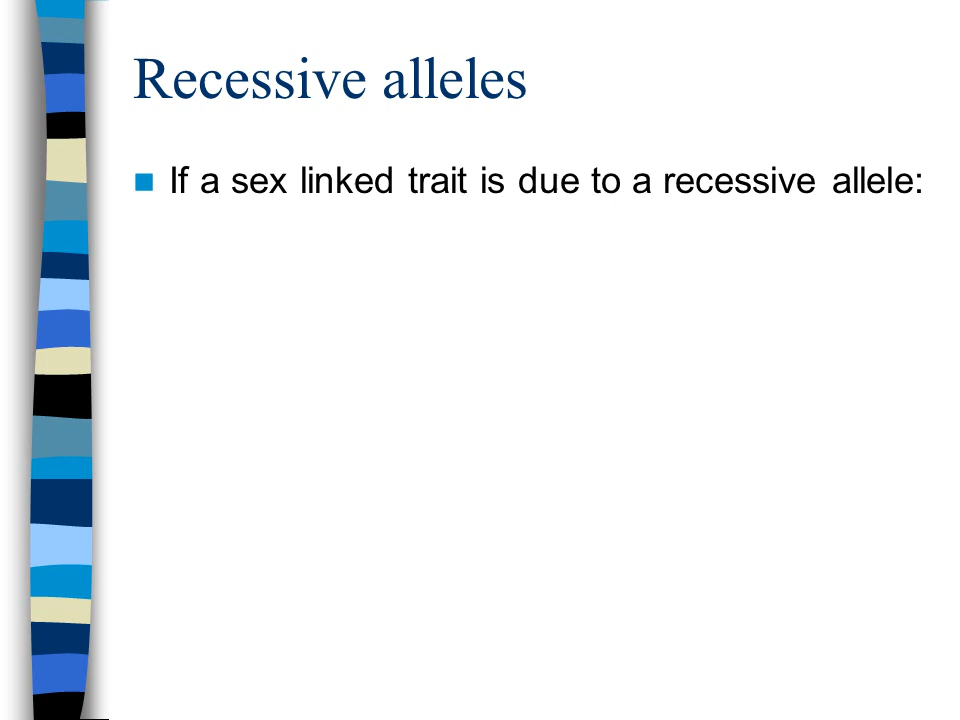 Recessive alleles
If a sex linked trait is due to a recessive allele: